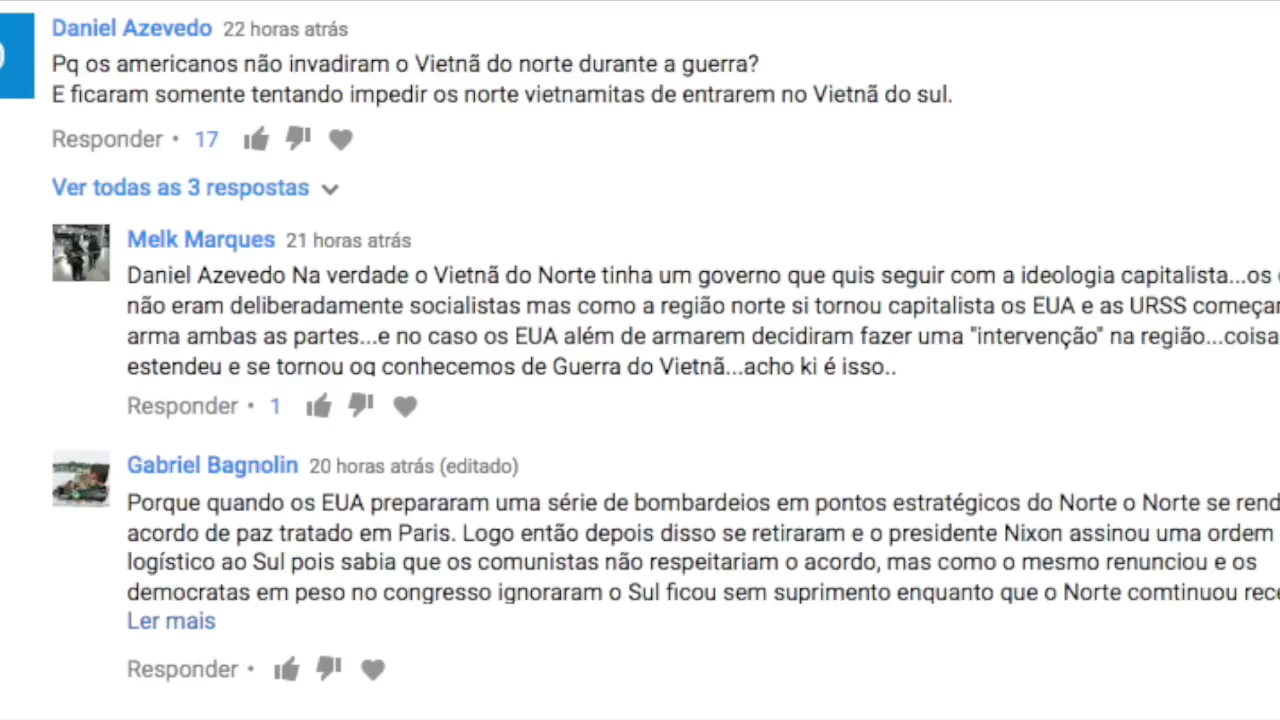 Daniel Azevedo 22 horas atrás
Pq os americanos não invadiram o Vietnã do norte durante a guerra?
E ficaram somente tentando impedir os norte vietnamitas de entrarem no Vietnã do sul.
Responder • 17
Ver todas as 3 respostas
Melk Marques 21 horas atrás
Daniel Azevedo Na verdade o Vietnã do Norte tinha um governo que quis seguir com a ideologia capitalista...os
não eram deliberadamente socialistas mas como a região norte si tornou capitalista os EUA e as URSS começar
arma ambas as partes...e no caso os EUA além de armarem decidiram fazer uma "intervenção" na região...coisa
estendeu e se tornou oq conhecemos de Guerra do Vietnã...acho ki é isso..
Responder • 1
Gabriel Bagnolin 20 horas atrás (editado)
Porque quando os EUA prepararam uma série de bombardeios em pontos estratégicos do Norte o Norte se rend
acordo de paz tratado em Paris. Logo então depois disso se retiraram e o presidente Nixon assinou uma ordem
logístico ao Sul pois sabia que os comunistas não respeitariam o acordo, mas como o mesmo renunciou e os
democratas em peso no congresso ignoraram o Sul ficou sem suprimento enquanto que o Norte comtinuou rece
Ler mais
Responder •